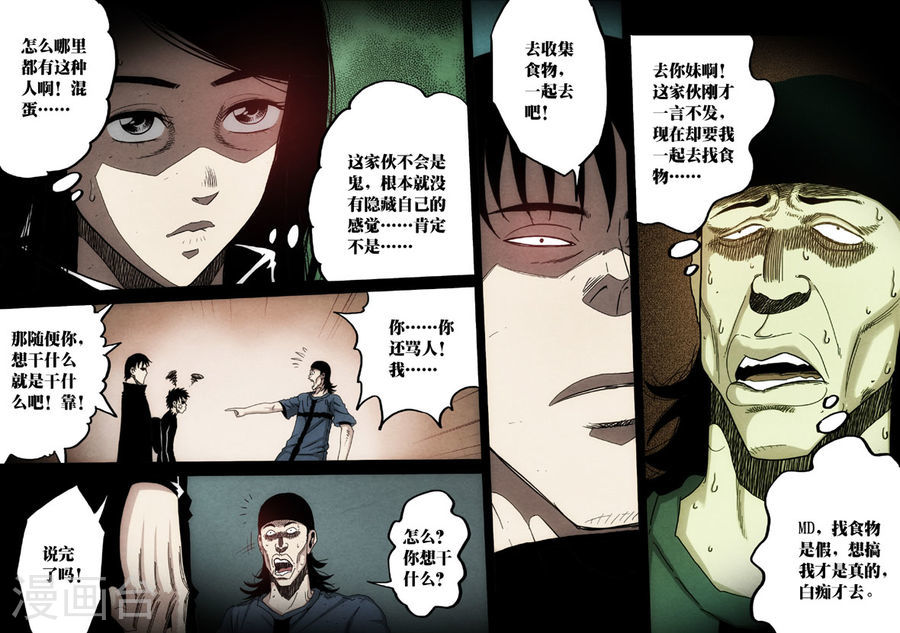 怎么哪里
都有这种
人啊！混
蛋……
这家伙不会是
鬼，根本就没
有隐藏自己的
感觉……肯定
不是……
那随便你，
想干什么
就是干什
么吧！靠！
你……你
还骂人！
我……
说完
了吗！
怎么？
你想干
什么？
去收集
食物，
一起去
吧！
去你妹啊！
这家伙刚才
一言不发，
现在却要我
一起去找食
物……
MD，找食物
是假，想搞
我才是真的，
白痴才去。
漫画台